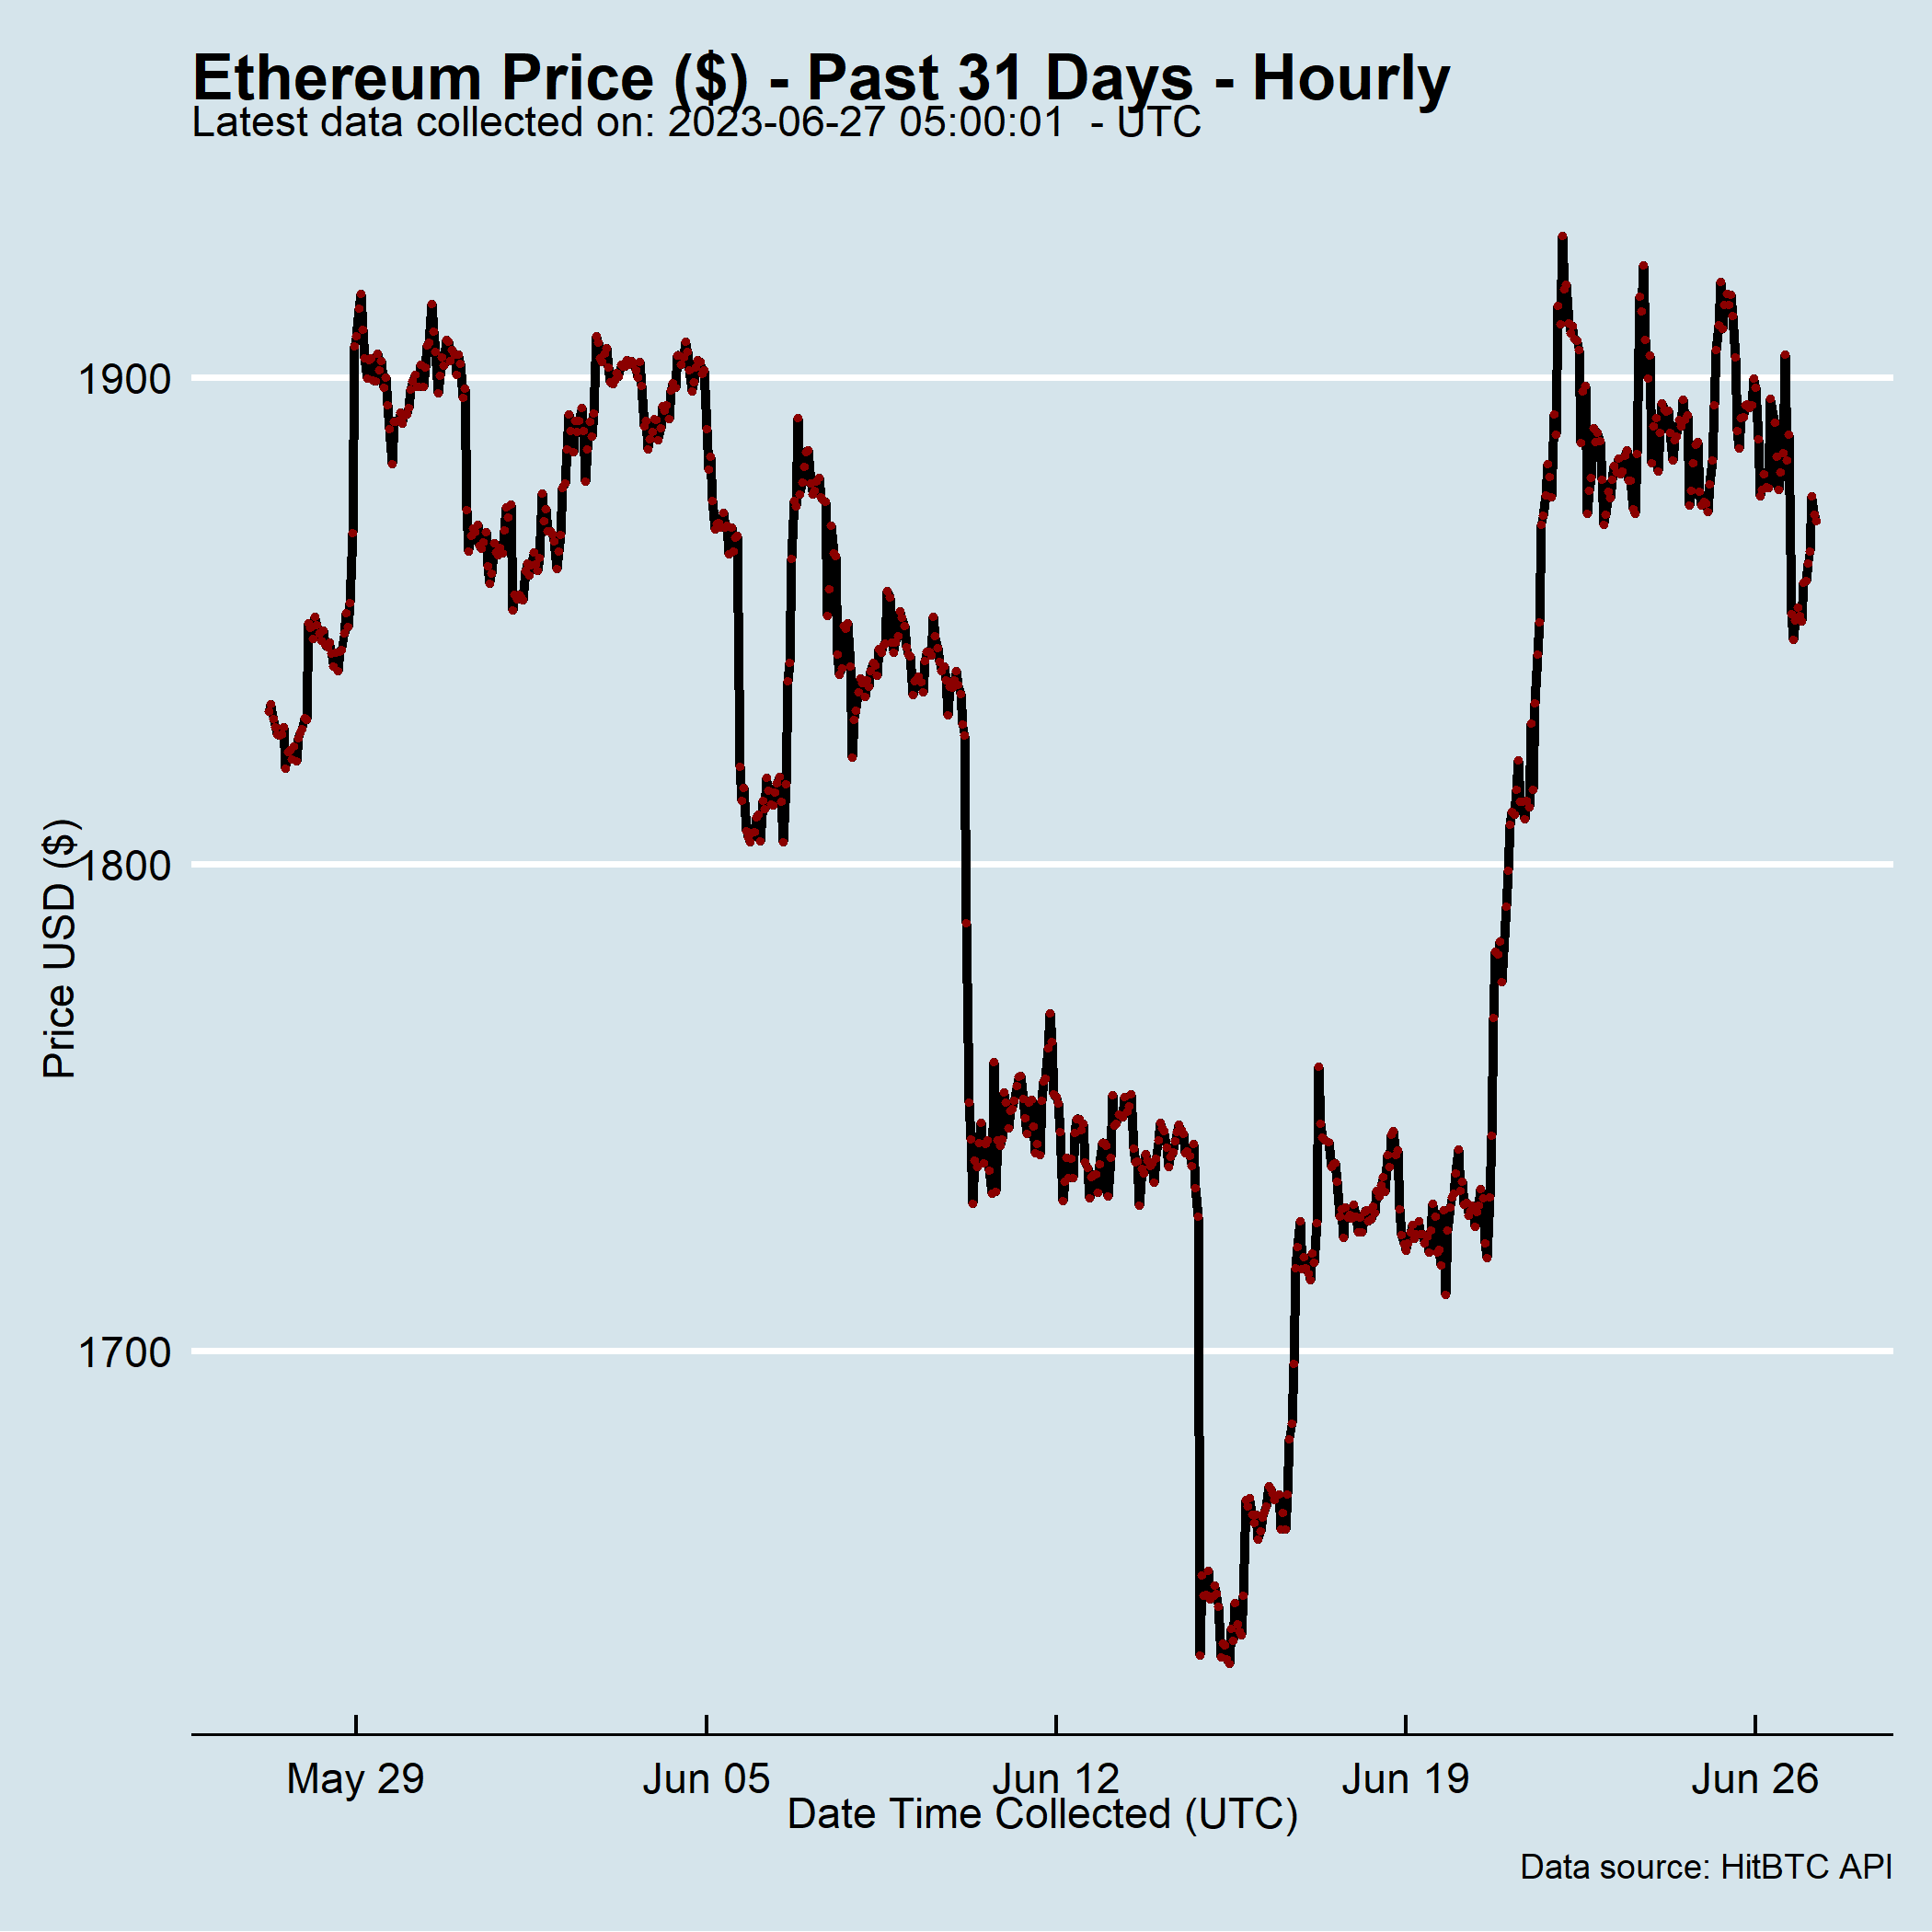 Ethereum Price ($) - Past 31 Days - Hourly
Latest data collected on: 2023-06-27 05:00:01  - UTC
Price USD ($)
1900
1800
1700
May 29
Jun 05
Jun 12
Jun 19
Jun 26
Date Time Collected (UTC)
Data source: HitBTC API